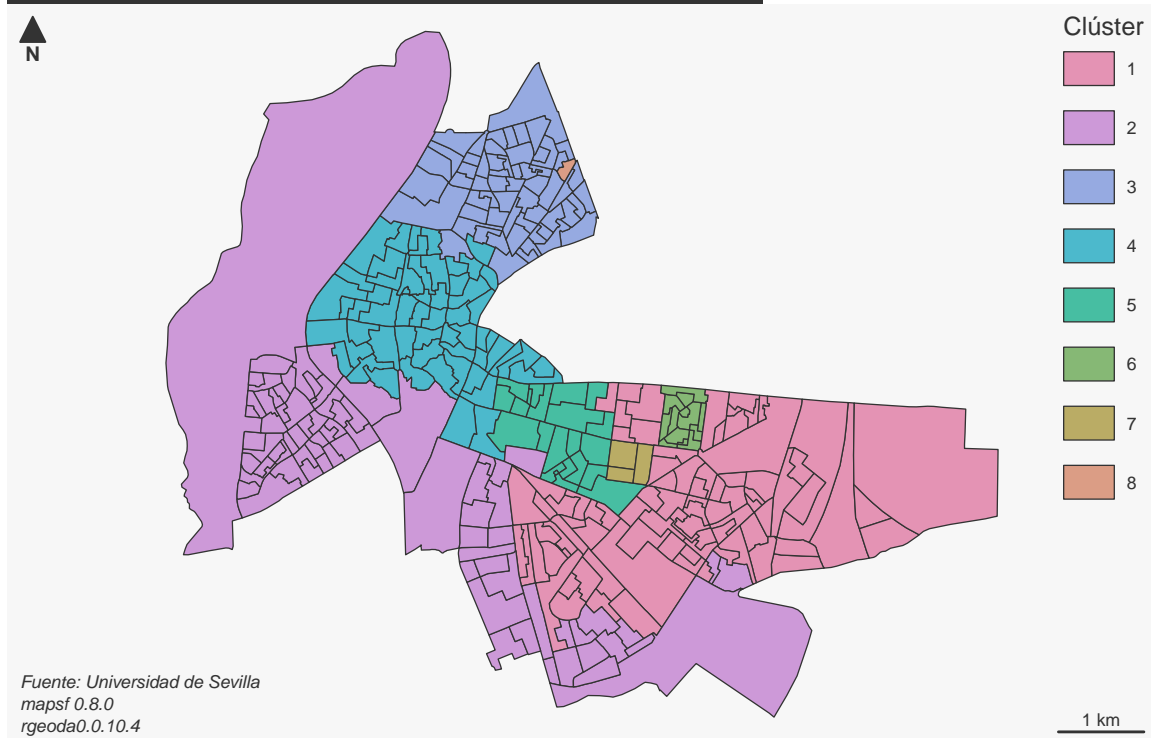 N
Clúster
1
2
3
4
5
6
7
8
Fuente: Universidad de Sevilla
mapsf 0.8.0
rgeoda0.0.10.4
1 km